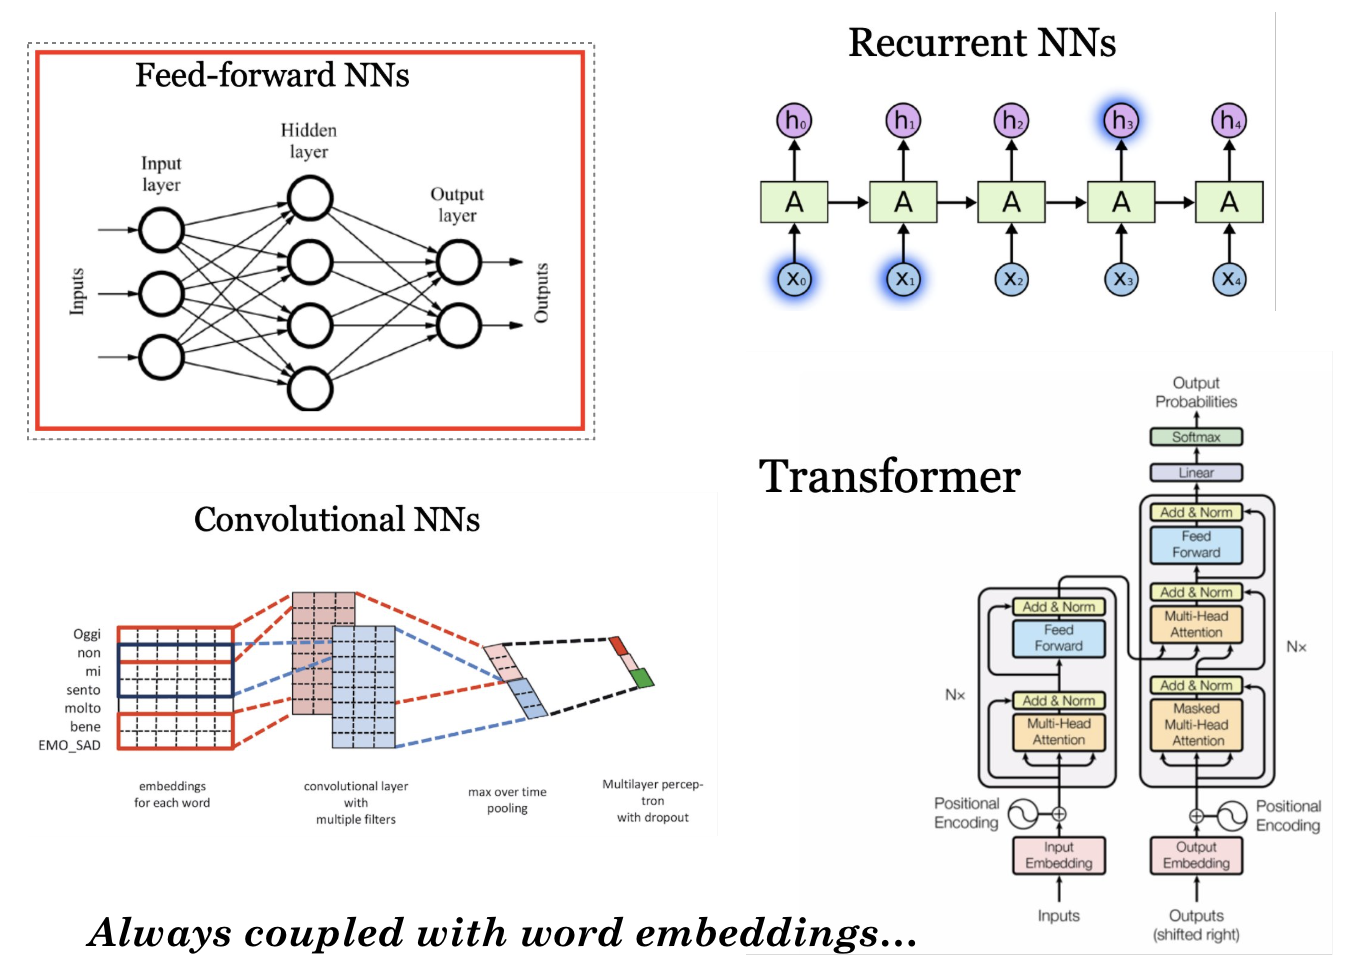 Feed-forward NNs
Hidden
layer
Input
layer
Output
layer
Inputs
Outputs
Recurrent NNs
h₀ h₁ h₂ h₃ h₄
A A A A A
x₀ x₁ x₂ x₃ x₄
Convolutional NNs
Oggi
non
mi
sento
molto
bene
EMO_SAD
embeddings
for each word
convolutional layer
with
multiple filters
max over time
pooling
Multilayer percep-
tron
with dropout
Transformer
Output
Probabilities
Softmax
Linear
Add & Norm
Feed
Forward
Add & Norm
Multi-Head
Attention
Add & Norm
Masked
Multi-Head
Attention
Nx
Add & Norm
Feed
Forward
Add & Norm
Multi-Head
Attention
Nx
Positional
Encoding
Positional
Encoding
Input
Embedding
Output
Embedding
Inputs
Outputs
(shifted right)
Always coupled with word embeddings...